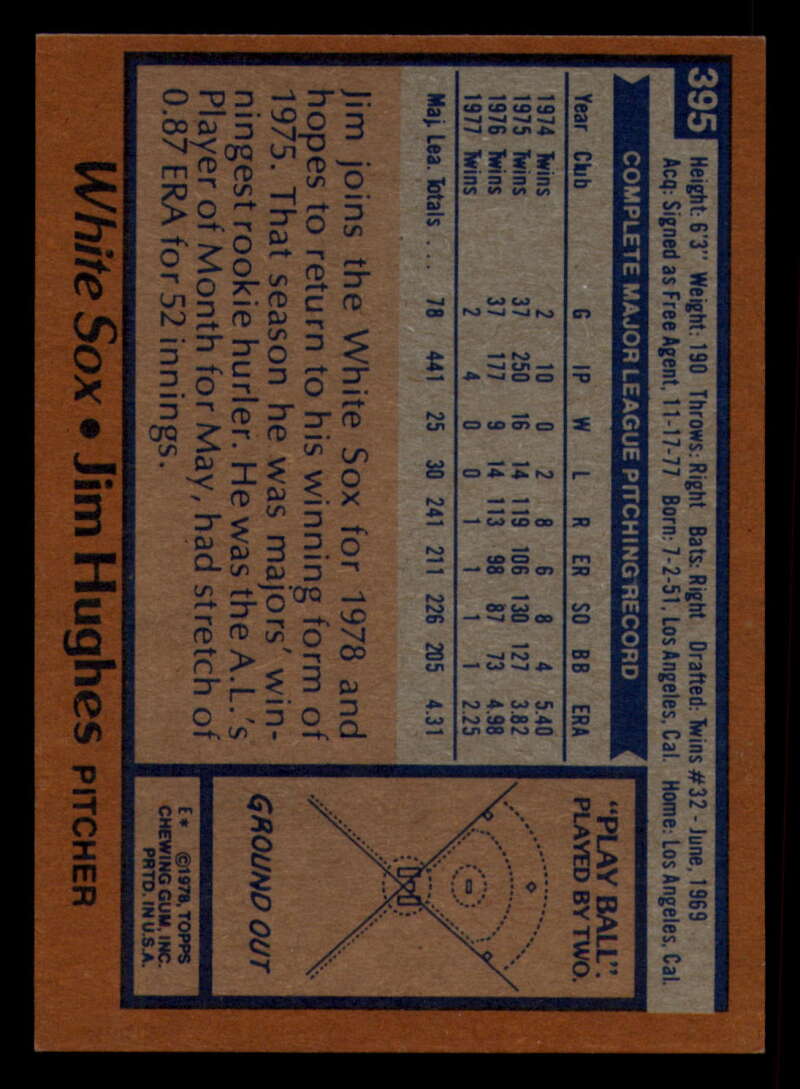 395
Height: 6'3" Weight: 190 Throws: Right Bats: Right Drafted: Twins #32 - June, 1969
Acq: Signed as Free Agent, 11-17-77 Born: 7-2-51, Los Angeles, Cal. Home: Los Angeles, Cal.
COMPLETE MAJOR LEAGUE PITCHING RECORD
Year Club G IP W L R ER SO BB ERA
1974 Twins 2 10 0 2 8 6 8 4 5.40
1975 Twins 37 250 16 14 119 106 130 127 3.82
1976 Twins 37 177 9 14 113 98 87 73 4.98
1977 Twins 2 4 0 0 1 1 1 1 2.25
Maj. Lea. Totals . . . 78 441 25 30 241 211 226 205 4.31
Jim joins the White Sox for 1978 and
hopes to return to his winning form of
1975. That season he was majors' win-
ningest rookie hurler. He was the A.L.'s
Player of Month for May, had stretch of
0.87 ERA for 52 innings.
"PLAY BALL".
PLAYED BY TWO.
GROUND OUT
E* ©1978, TOPPS
CHEWING GUM, INC.
PRTD. IN U.S.A.
White Sox • Jim Hughes PITCHER